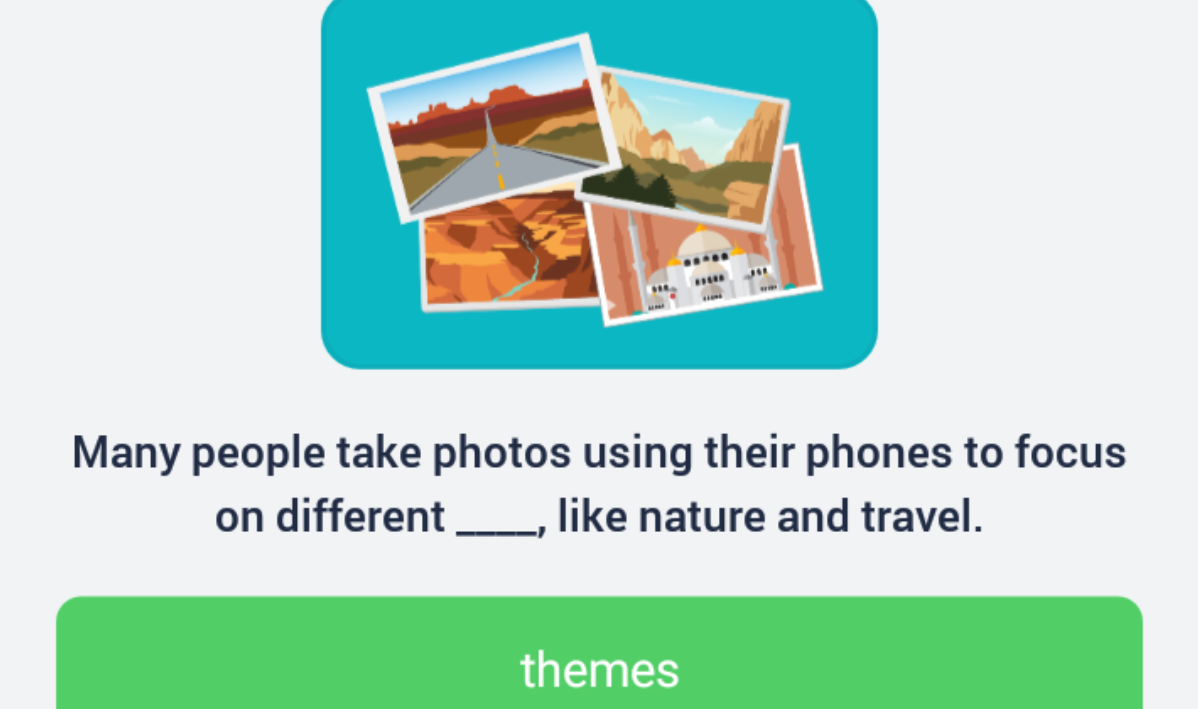 Many people take photos using their phones to focus
on different ____, like nature and travel.
themes